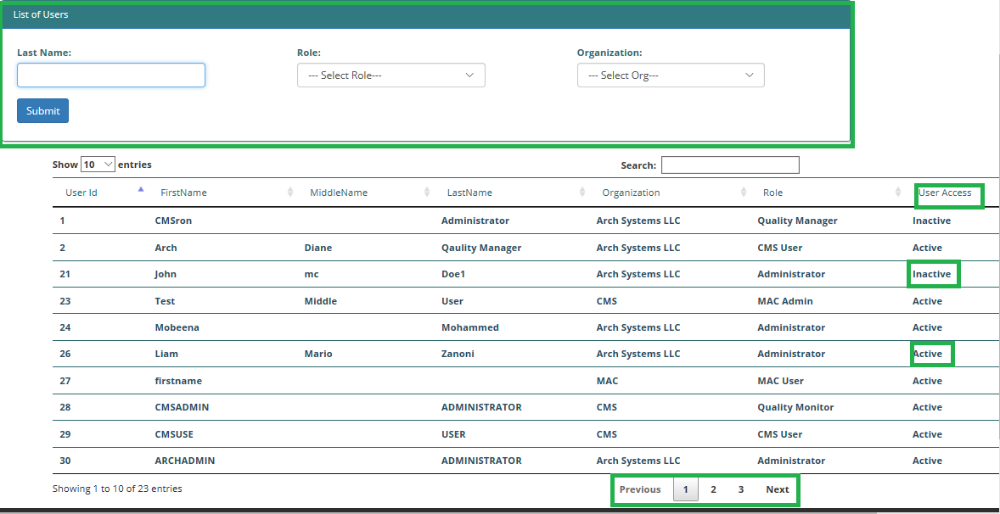 List of Users
Last Name: Role: Organization:
--- Select Role--- --- Select Org---
Submit
Show 10 entries Search:
User Id FirstName MiddleName LastName Organization Role User Access
1 CMSron Administrator Arch Systems LLC Quality Manager Inactive
2 Arch Diane Qaulity Manager Arch Systems LLC CMS User Active
21 John mc Doe1 Arch Systems LLC Administrator Inactive
23 Test Middle User CMS MAC Admin Active
24 Mobeena Mohammed Arch Systems LLC Administrator Active
26 Liam Mario Zanoni Arch Systems LLC Administrator Active
27 firstname MAC MAC User Active
28 CMSADMIN ADMINISTRATOR CMS Quality Monitor Active
29 CMSUSE USER CMS CMS User Active
30 ARCHADMIN ADMINISTRATOR Arch Systems LLC Administrator Active
Showing 1 to 10 of 23 entries Previous 1 2 3 Next